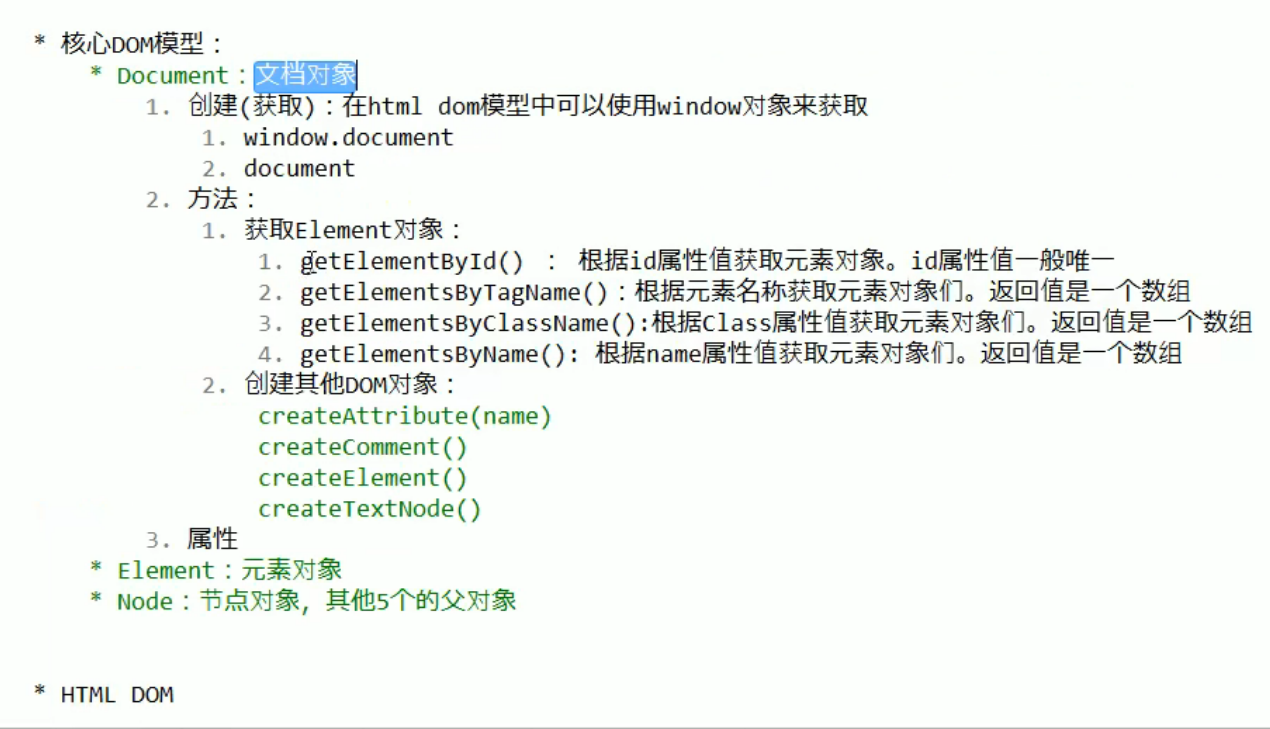 * 核心DOM模型：
* Document：文档对象
1. 创建(获取)：在html dom模型中可以使用window对象来获取
1. window.document
2. document
2. 方法：
1. 获取Element对象：
1. getElementById() ： 根据id属性值获取元素对象。id属性值一般唯一
2. getElementsByTagName()：根据元素名称获取元素对象们。返回值是一个数组
3. getElementsByClassName():根据Class属性值获取元素对象们。返回值是一个数组
4. getElementsByName(): 根据name属性值获取元素对象们。返回值是一个数组
2. 创建其他DOM对象：
createAttribute(name)
createComment()
createElement()
createTextNode()
3. 属性
* Element：元素对象
* Node：节点对象，其他5个的父对象
* HTML DOM